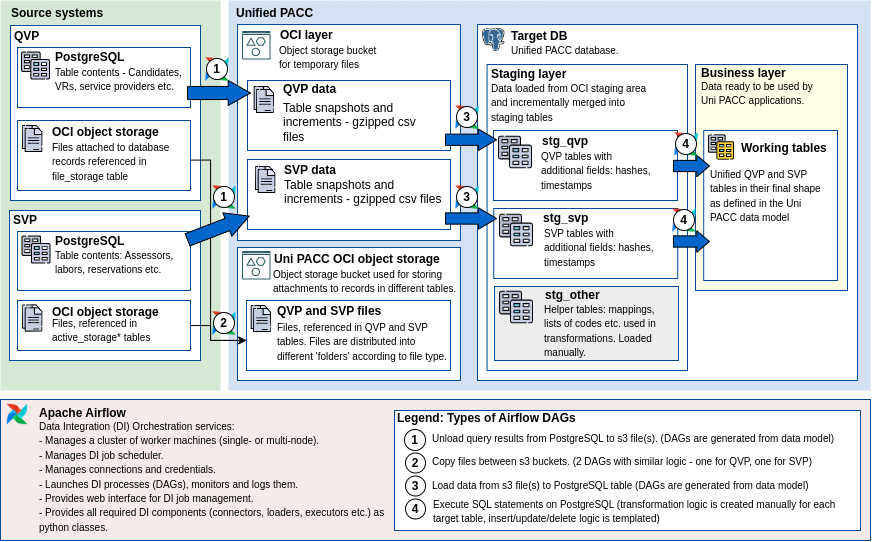 Source systems
QVP
PostgreSQL
Table contents - Candidates,
VRs, service providers etc.
OCI object storage
Files attached to database
records referenced in
file_storage table
SVP
PostgreSQL
Table contents: Assessors,
labors, reservations etc.
OCI object storage
Files, referenced in
active_storage* tables
1
1
2
Unified PACC
OCI layer
Object storage bucket
for temporary files
QVP data
Table snapshots and
increments - gzipped csv
files
SVP data
Table snapshots and
increments - gzipped csv files
Uni PACC OCI object storage
Object storage bucket used for storing
attachments to records in different tables.
QVP and SVP files
Files, referenced in QVP and SVP
tables. Files are distributed into
different 'folders' according to file type.
3
3
Target DB
Unified PACC database.
Staging layer
Data loaded from OCI staging area
and incrementally merged into
staging tables
stg_qvp
QVP tables with
additional fields: hashes,
timestamps
stg_svp
SVP tables with
additional fields: hashes,
timestamps
stg_other
Helper tables: mappings,
lists of codes etc. used in
transformations. Loaded
manually.
4
4
Business layer
Data ready to be used by
Uni PACC applications.
Working tables
Unified QVP and SVP
tables in their final shape
as defined in the Uni
PACC data model
Apache Airflow
Data Integration (DI) Orchestration services:
- Manages a cluster of worker machines (single- or multi-node).
- Manages DI job scheduler.
- Manages connections and credentials.
- Launches DI processes (DAGs), monitors and logs them.
- Provides web interface for DI job management.
- Provides all required DI components (connectors, loaders, executors etc.) as
python classes.
Legend: Types of Airflow DAGs
1 Unload query results from PostgreSQL to s3 file(s). (DAGs are generated from data model)
2 Copy files between s3 buckets. (2 DAGs with similar logic - one for QVP, one for SVP)
3 Load data from s3 file(s) to PostgreSQL table (DAGs are generated from data model)
4 Execute SQL statements on PostgreSQL (transformation logic is created manually for each
target table, insert/update/delete logic is templated)